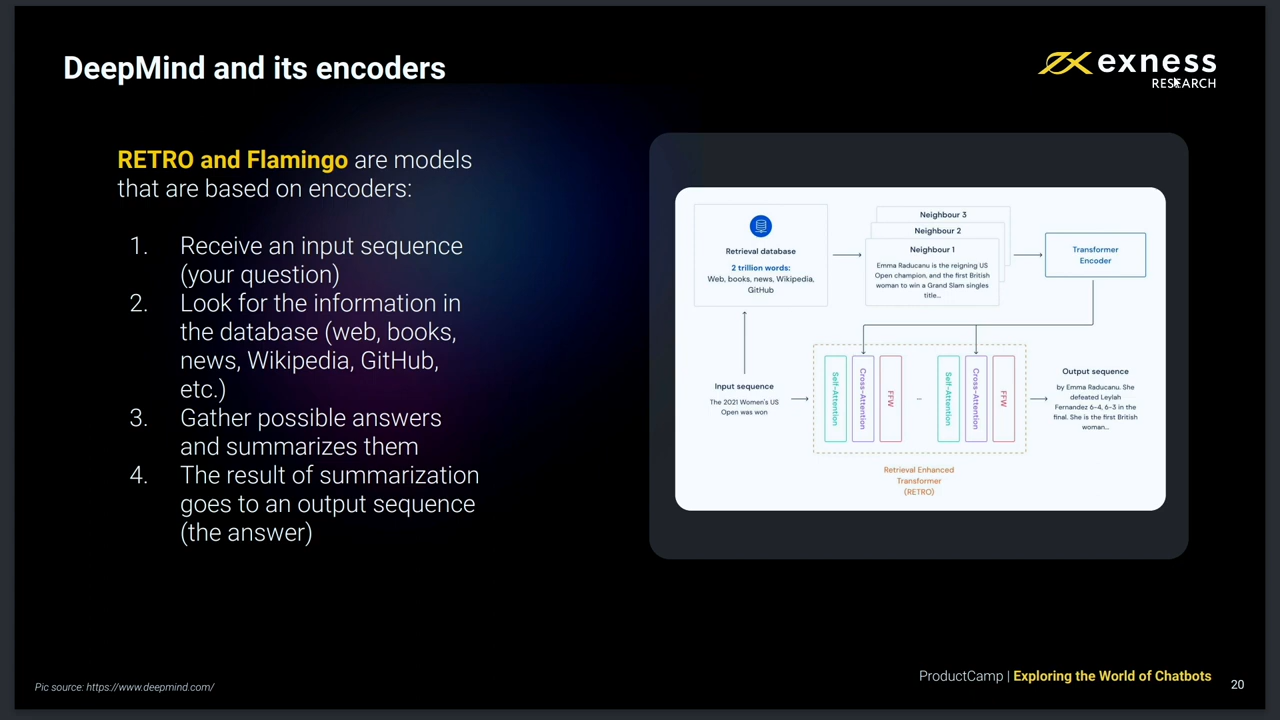 DeepMind and its encoders
exness
RESEARCH
RETRO and Flamingo are models
that are based on encoders:
1. Receive an input sequence
(your question)
2. Look for the information in
the database (web, books,
news, Wikipedia, GitHub,
etc.)
3. Gather possible answers
and summarizes them
4. The result of summarization
goes to an output sequence
(the answer)
Retrieval database
2 trillion words:
Web, books, news, Wikipedia,
GitHub
Neighbour 3
Neighbour 2
Neighbour 1
Emma Raducanu is the reigning US
Open champion, and the first British
woman to win a Grand Slam singles
title...
Transformer
Encoder
Input sequence
The 2021 Women's US
Open was won
Self-Attention
Cross-Attention
FFW
...
Self-Attention
Cross-Attention
FFW
Output sequence
by Emma Raducanu. She
defeated Leylah
Fernandez 6-4, 6-3 in the
final. She is the first British
woman...
Retrieval Enhanced
Transformer
(RETRO)
Pic source: https://www.deepmind.com/
ProductCamp | Exploring the World of Chatbots
20